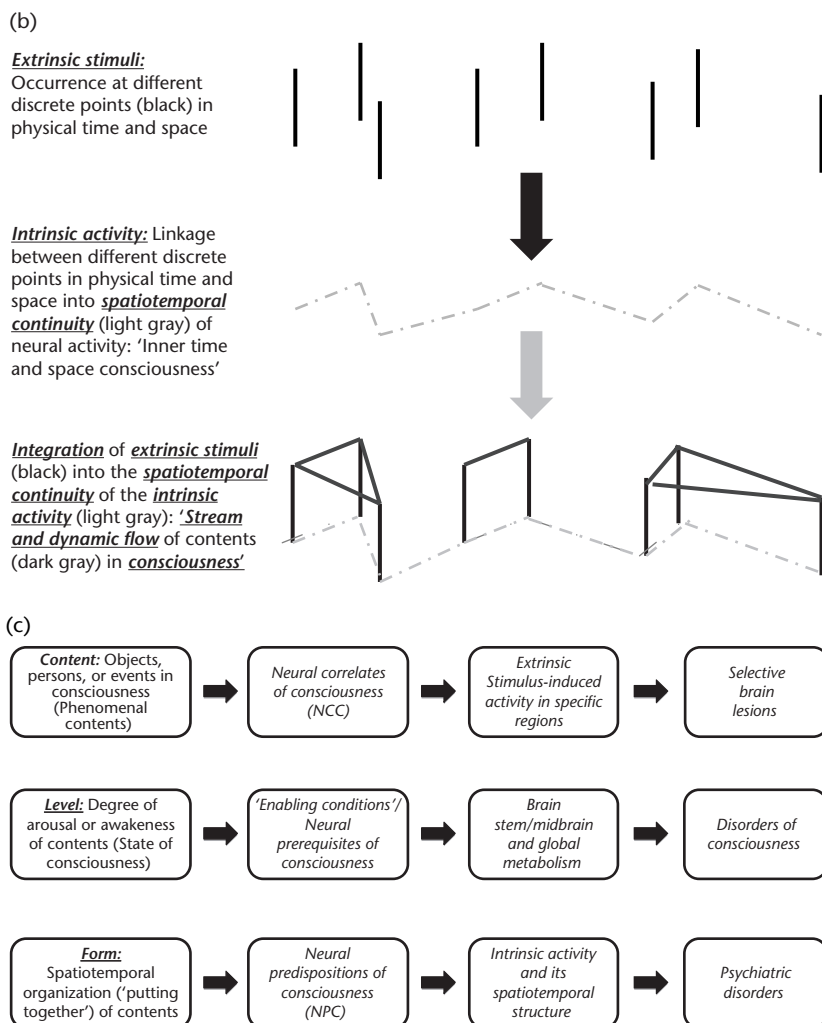 (b)
Extrinsic stimuli:
Occurrence at different
discrete points (black) in
physical time and space
Intrinsic activity: Linkage
between different discrete
points in physical time and
space into spatiotemporal
continuity (light gray) of
neural activity: ‘Inner time
and space consciousness’
Integration of extrinsic stimuli
(black) into the spatiotemporal
continuity of the intrinsic
activity (light gray): ‘Stream
and dynamic flow of contents
(dark gray) in consciousness’
(c)
Content: Objects,
persons, or events in
consciousness
(Phenomenal
contents)
Neural correlates
of consciousness
(NCC)
Extrinsic
Stimulus-induced
activity in specific
regions
Selective
brain
lesions
Level: Degree of
arousal or awakeness
of contents (State of
consciousness)
‘Enabling conditions’/
Neural
prerequisites of
consciousness
Brain
stem/midbrain
and global
metabolism
Disorders of
consciousness
Form:
Spatiotemporal
organization (‘putting
together’) of contents
Neural
predispositions of
consciousness
(NPC)
Intrinsic activity
and its
spatiotemporal
structure
Psychiatric
disorders